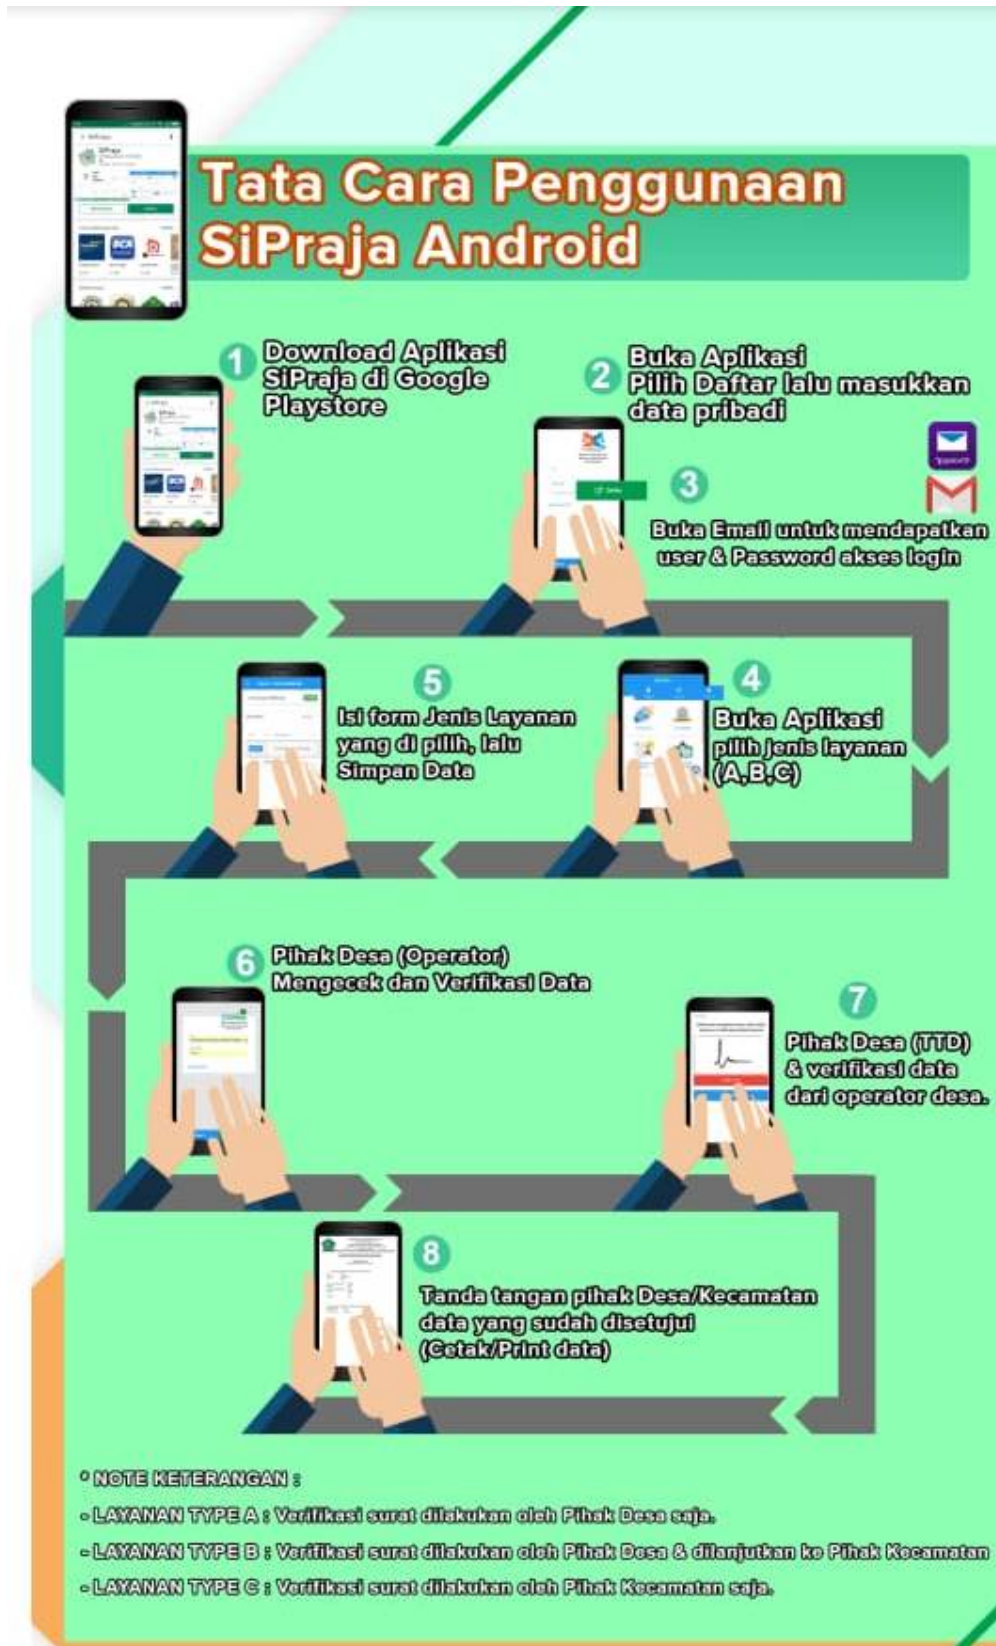 Tata Cara Penggunaan
SiPraja Android
1
Download Aplikasi
SiPraja di Google
Playstore
2
Buka Aplikasi
Pilih Daftar lalu masukkan
data pribadi
3
Buka Email untuk mendapatkan
user & Password akses login
4
Buka Aplikasi
pilih jenis layanan
(A,B,C)
5
Isi form Jenis Layanan
yang di pilih, lalu
Simpan Data
6
Pihak Desa (Operator)
Mengecek dan Verifikasi Data
7
Pihak Desa (TTD)
& verifikasi data
dari operator desa.
8
Tanda tangan pihak Desa/Kecamatan
data yang sudah disetujui
(Cetak/Print data)
* NOTE KETERANGAN :
- LAYANAN TYPE A : Verifikasi surat dilakukan oleh Pihak Desa saja.
- LAYANAN TYPE B : Verifikasi surat dilakukan oleh Pihak Desa & dilanjutkan ke Pihak Kecamatan
- LAYANAN TYPE C : Verifikasi surat dilakukan oleh Pihak Kecamatan saja.